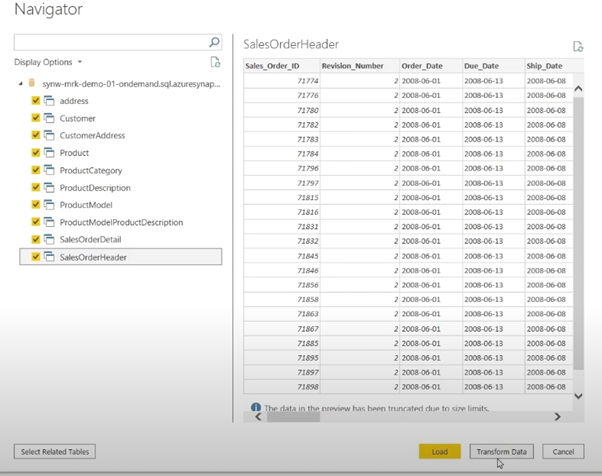 Navigator
Display Options
synw-mrk-demo-01-ondemand.sql.azuresynap...
address
Customer
CustomerAddress
Product
ProductCategory
ProductDescription
ProductModel
ProductModelProductDescription
SalesOrderDetail
SalesOrderHeader
SalesOrderHeader
Sales_Order_ID Revision_Number Order_Date Due_Date Ship_Date
71774 2 2008-06-01 2008-06-13 2008-06-08
71776 2 2008-06-01 2008-06-13 2008-06-08
71780 2 2008-06-01 2008-06-13 2008-06-08
71782 2 2008-06-01 2008-06-13 2008-06-08
71783 2 2008-06-01 2008-06-13 2008-06-08
71784 2 2008-06-01 2008-06-13 2008-06-08
71796 2 2008-06-01 2008-06-13 2008-06-08
71797 2 2008-06-01 2008-06-13 2008-06-08
71815 2 2008-06-01 2008-06-13 2008-06-08
71816 2 2008-06-01 2008-06-13 2008-06-08
71831 2 2008-06-01 2008-06-13 2008-06-08
71832 2 2008-06-01 2008-06-13 2008-06-08
71845 2 2008-06-01 2008-06-13 2008-06-08
71846 2 2008-06-01 2008-06-13 2008-06-08
71856 2 2008-06-01 2008-06-13 2008-06-08
71858 2 2008-06-01 2008-06-13 2008-06-08
71863 2 2008-06-01 2008-06-13 2008-06-08
71867 2 2008-06-01 2008-06-13 2008-06-08
71885 2 2008-06-01 2008-06-13 2008-06-08
71895 2 2008-06-01 2008-06-13 2008-06-08
71897 2 2008-06-01 2008-06-13 2008-06-08
71898 2 2008-06-01 2008-06-13 2008-06-08
The data in the preview has been truncated due to size limits.
Select Related Tables
Load
Transform Data
Cancel